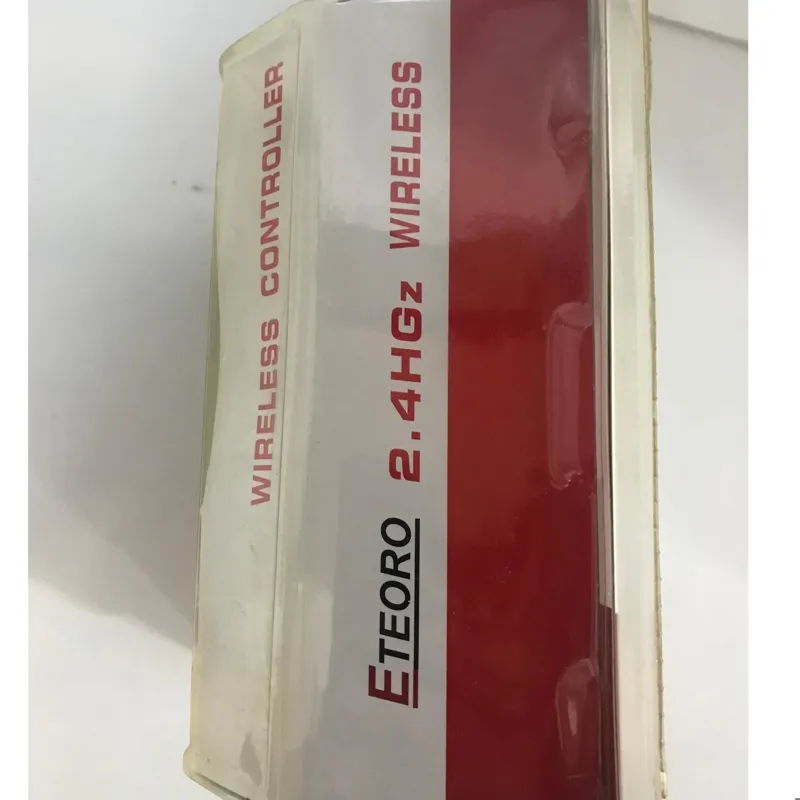 WIRELESS CONTROLLER
ETEORO 2.4HGz WIRELESS